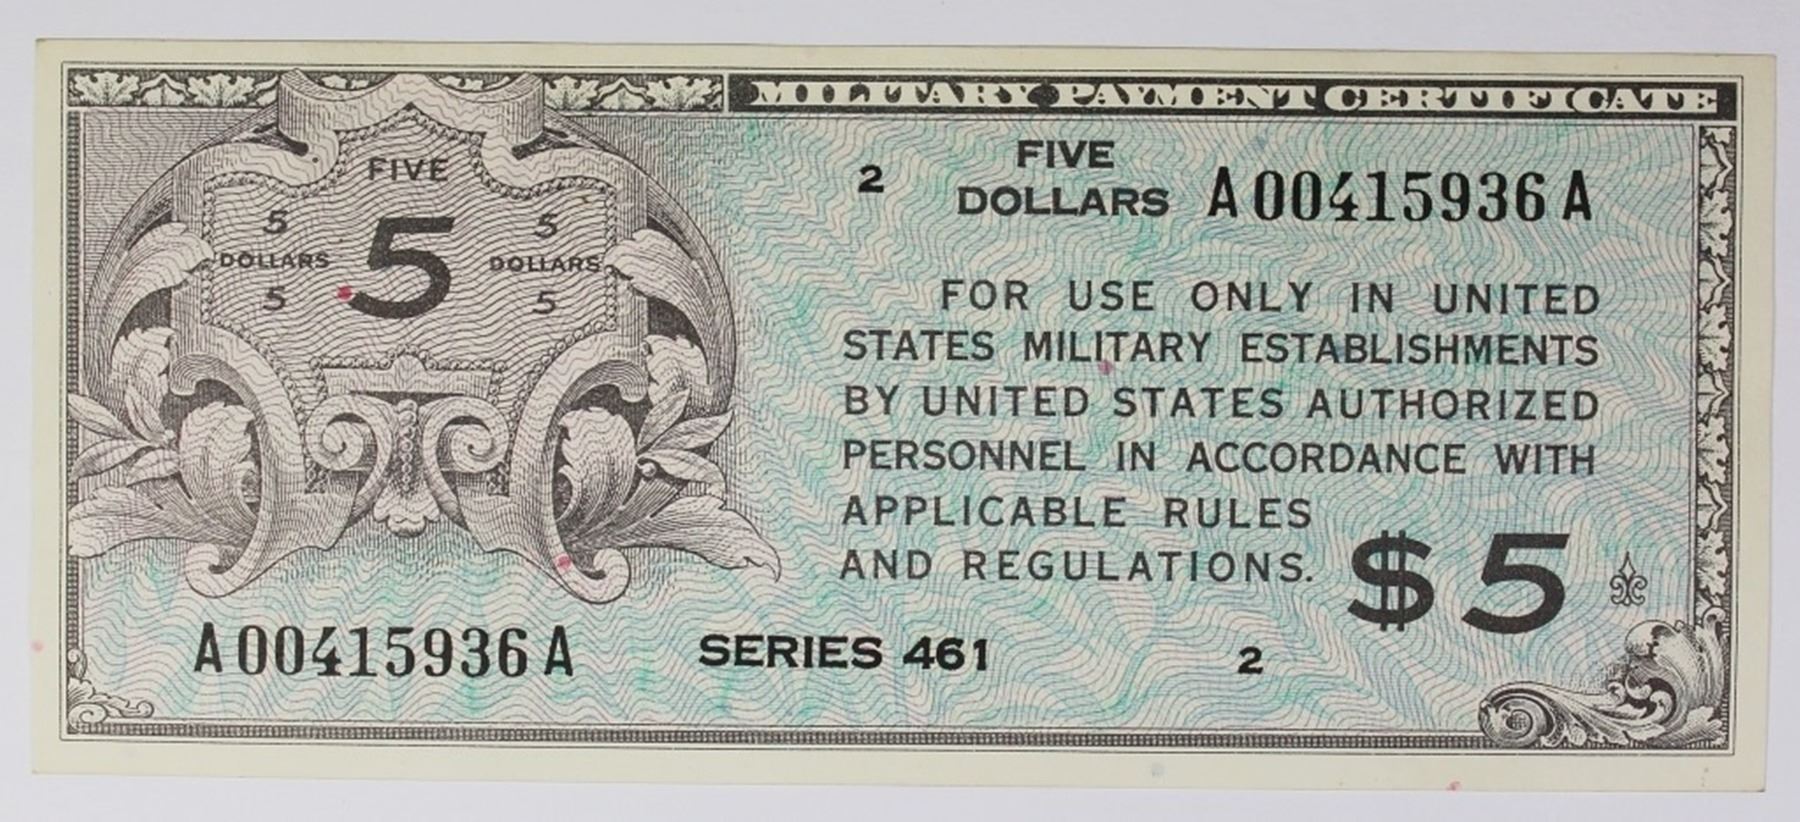 MILITARY PAYMENT CERTIFICATE
FIVE
5 5
DOLLARS 5 DOLLARS
5 5
2
FIVE
DOLLARS
A00415936A
FOR USE ONLY IN UNITED
STATES MILITARY ESTABLISHMENTS
BY UNITED STATES AUTHORIZED
PERSONNEL IN ACCORDANCE WITH
APPLICABLE RULES
AND REGULATIONS.
$5
A00415936A
SERIES 461
2